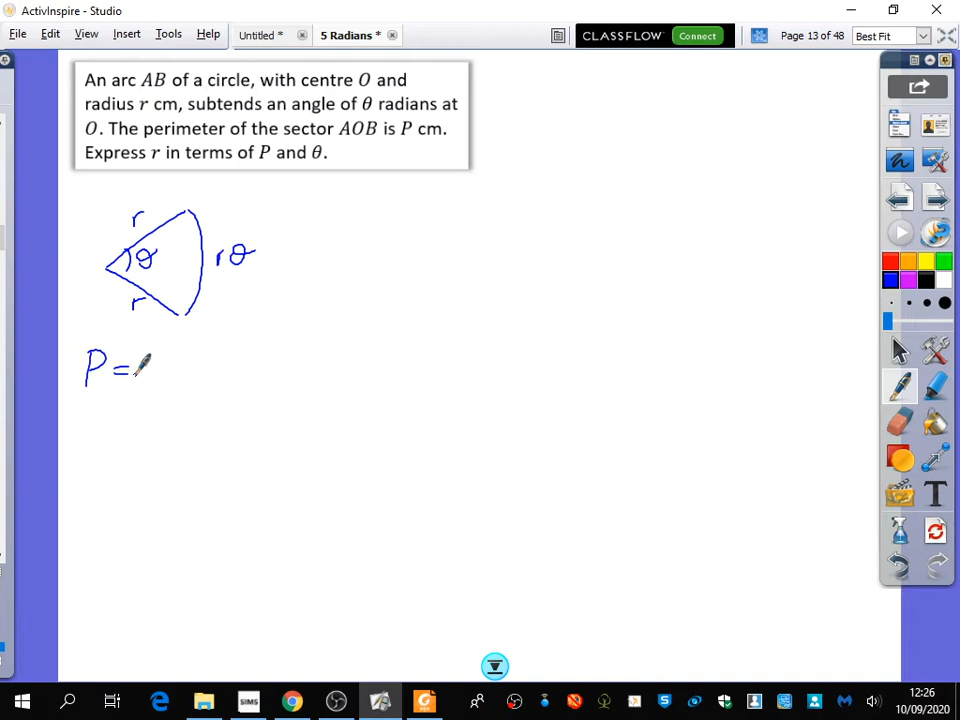 ActivInspire - Studio
File Edit View Insert Tools Help
Untitled *
5 Radians *
CLASSFLOW
Connect
Page 13 of 48
Best Fit
An arc AB of a circle, with centre O and
radius r cm, subtends an angle of θ radians at
O. The perimeter of the sector AOB is P cm.
Express r in terms of P and θ.
r
θ
rθ
r
P =
T
SIMS
12:26
10/09/2020